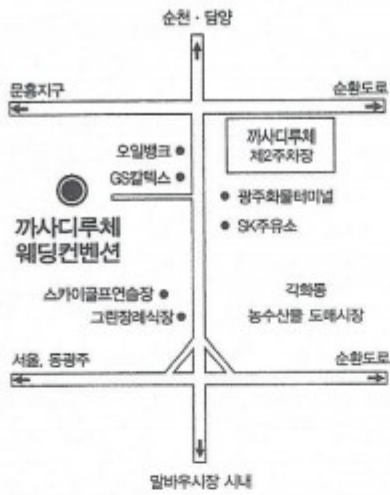 순천 · 담양
문흥지구
순환도로
오일뱅크
GS칼텍스
까사디루체
제2주차장
광주화물터미널
SK주유소
까사디루체
웨딩컨벤션
스카이골프연습장
그린장례식장
각화동
농수산물 도매시장
서울, 동광주
순환도로
말바우시장 시내